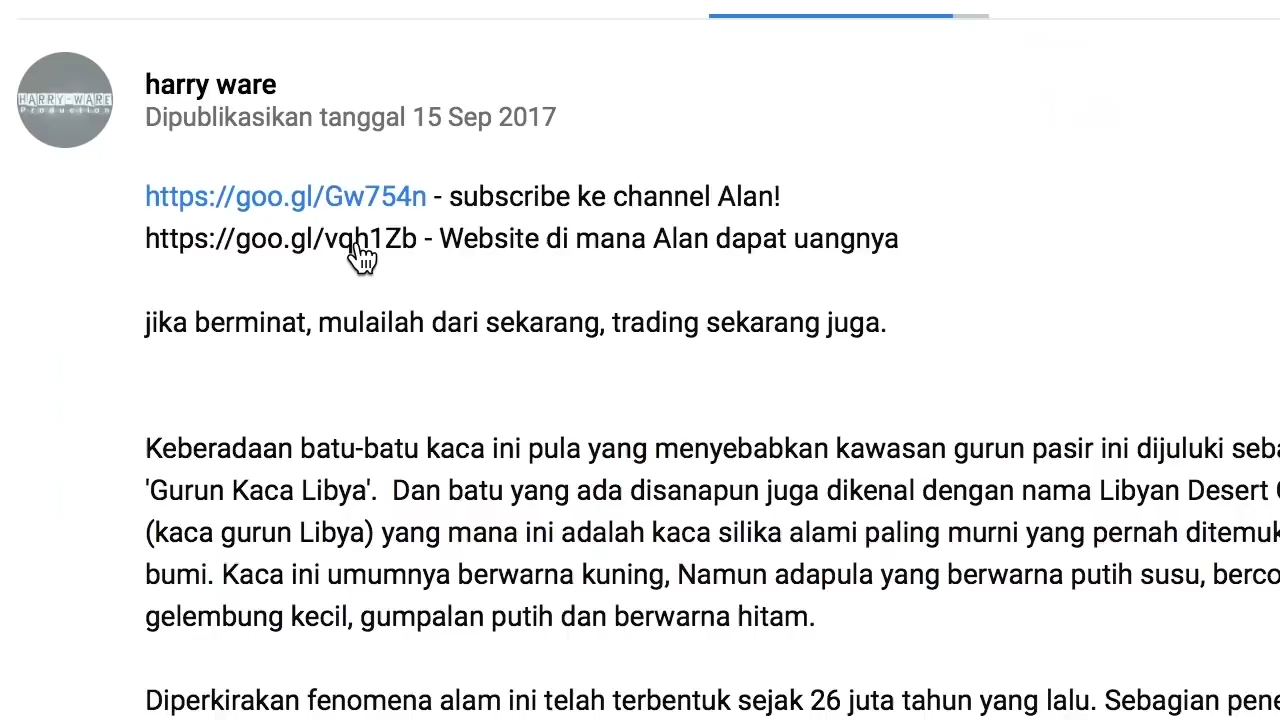 HARRY-WARE
Production
harry ware
Dipublikasikan tanggal 15 Sep 2017
https://goo.gl/Gw754n - subscribe ke channel Alan!
https://goo.gl/vqh1Zb - Website di mana Alan dapat uangnya
jika berminat, mulailah dari sekarang, trading sekarang juga.
Keberadaan batu-batu kaca ini pula yang menyebabkan kawasan gurun pasir ini dijuluki
'Gurun Kaca Libya'.  Dan batu yang ada disanapun juga dikenal dengan nama Libyan Desert
(kaca gurun Libya) yang mana ini adalah kaca silika alami paling murni yang pernah
bumi. Kaca ini umumnya berwarna kuning, Namun adapula yang berwarna putih susu,
gelembung kecil, gumpalan putih dan berwarna hitam.
Diperkirakan fenomena alam ini telah terbentuk sejak 26 juta tahun yang lalu. Sebagian